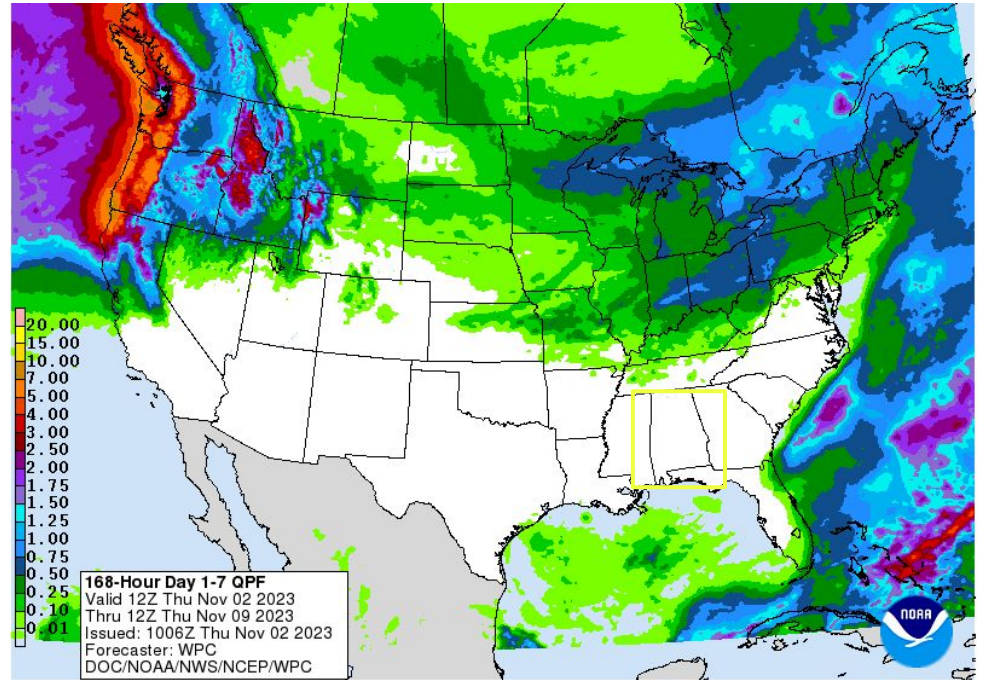 20.00
15.00
10.00
7.00
5.00
4.00
3.00
2.50
2.00
1.75
1.50
1.25
1.00
0.75
0.50
0.25
0.10
0.01
168-Hour Day 1-7 QPF
Valid 12Z Thu Nov 02 2023
Thru 12Z Thu Nov 09 2023
Issued: 1006Z Thu Nov 02 2023
Forecaster: WPC
DOC/NOAA/NWS/NCEP/WPC
NOAA